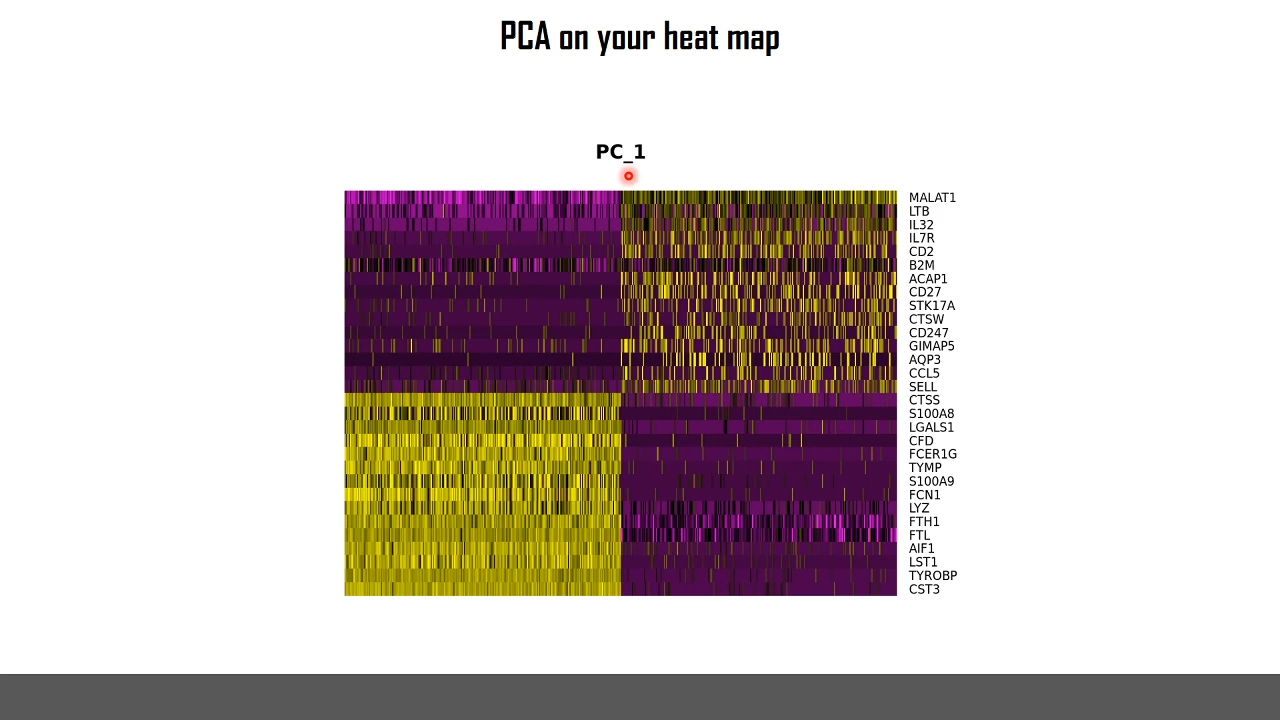 PCA on your heat map
PC_1
MALAT1
LTB
IL32
IL7R
CD2
B2M
ACAP1
CD27
STK17A
CTSW
CD247
GIMAP5
AQP3
CCL5
SELL
CTSS
S100A8
LGALS1
CFD
FCER1G
TYMP
S100A9
FCN1
LYZ
FTH1
FTL
AIF1
LST1
TYROBP
CST3